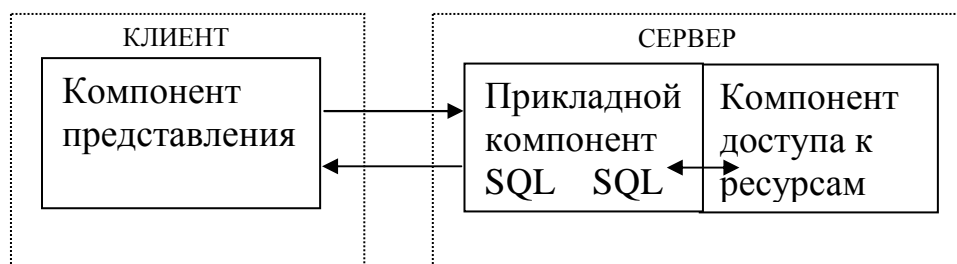 КЛИЕНТ
Компонент
представления
СЕРВЕР
Прикладной
компонент
SQL SQL
Компонент
доступа к
ресурсам